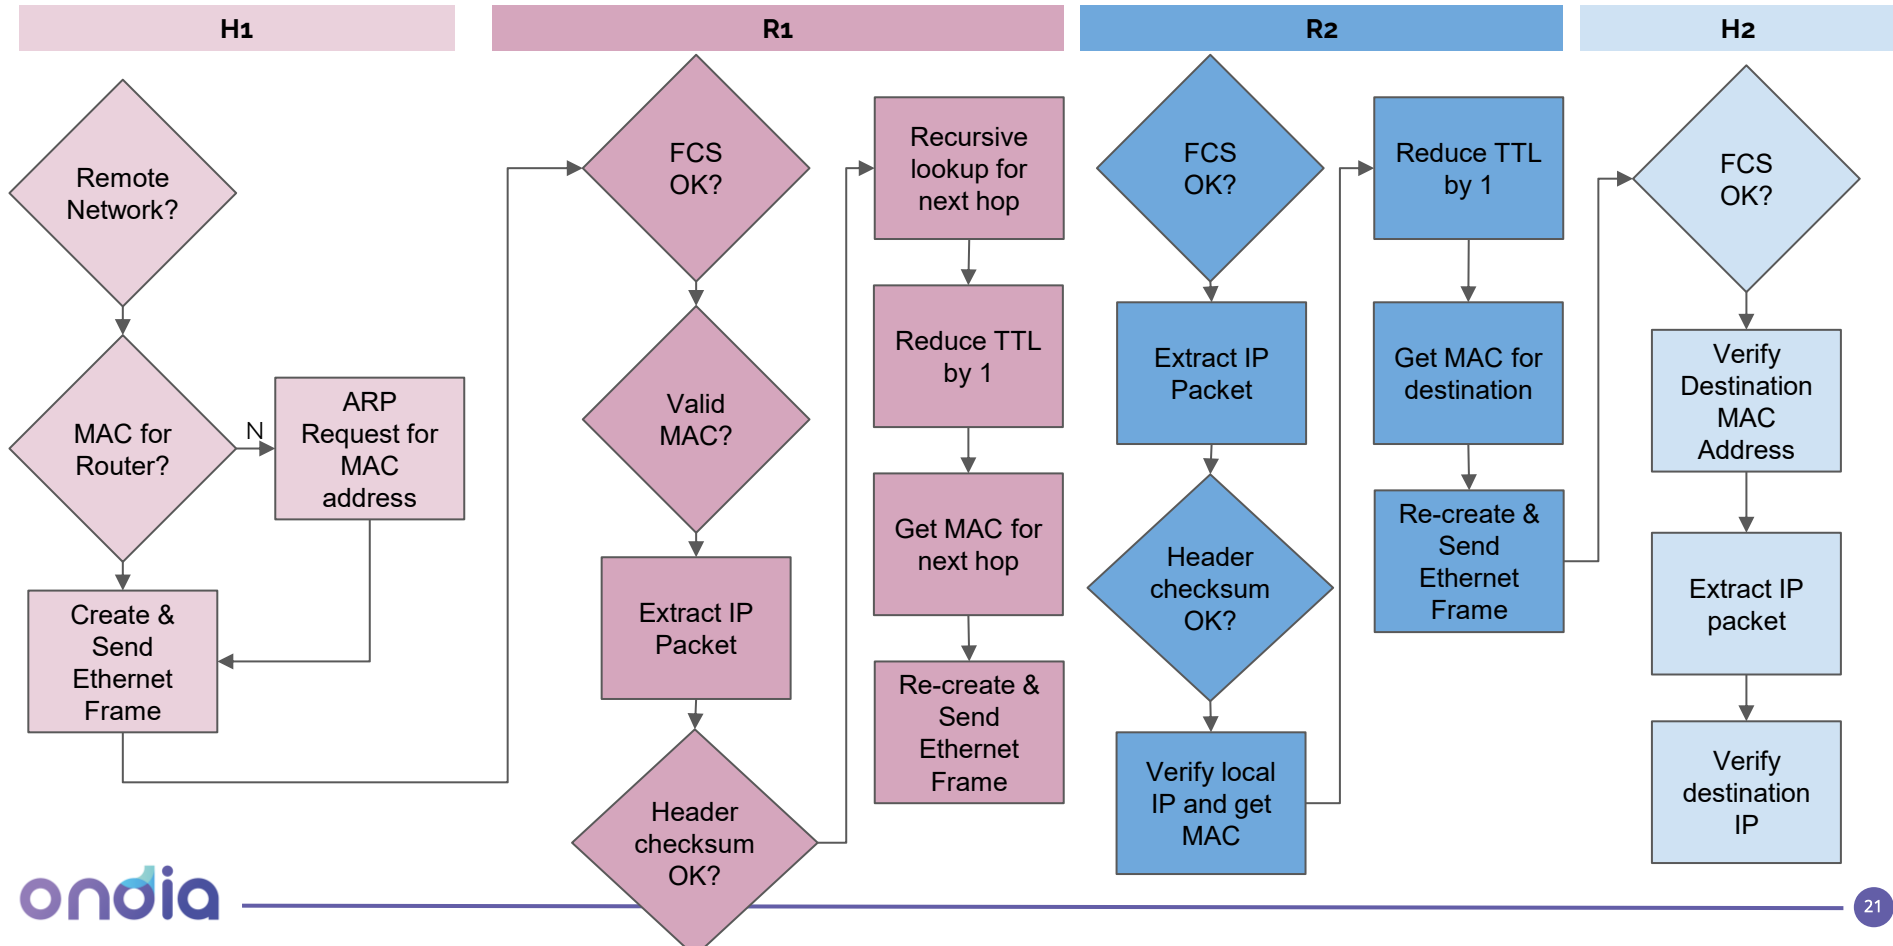 H1
R1
R2
H2
Remote
Network?
MAC for
Router?
N
ARP
Request for
MAC
address
Create &
Send
Ethernet
Frame
FCS
OK?
Valid
MAC?
Extract IP
Packet
Header
checksum
OK?
Recursive
lookup for
next hop
Reduce TTL
by 1
Get MAC for
next hop
Re-create &
Send
Ethernet
Frame
FCS
OK?
Extract IP
Packet
Header
checksum
OK?
Verify local
IP and get
MAC
Reduce TTL
by 1
Get MAC for
destination
Re-create &
Send
Ethernet
Frame
FCS
OK?
Verify
Destination
MAC
Address
Extract IP
packet
Verify
destination
IP
ondia
21